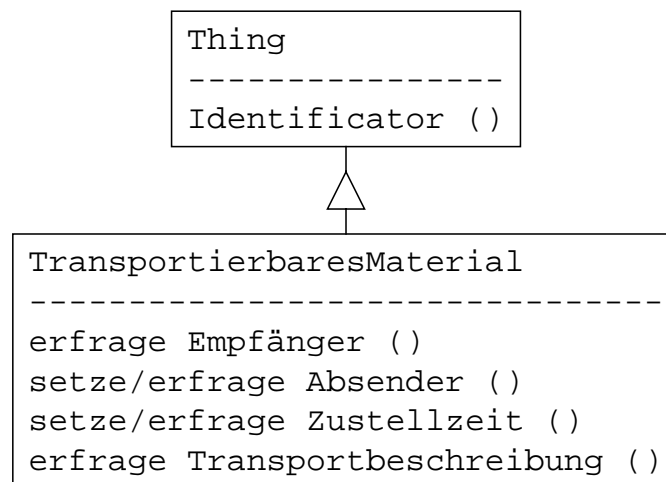 Thing
----------------
Identificator ()
TransportierbaresMaterial
--------------------------------
erfrage Empfänger ()
setze/erfrage Absender ()
setze/erfrage Zustellzeit ()
erfrage Transportbeschreibung ()